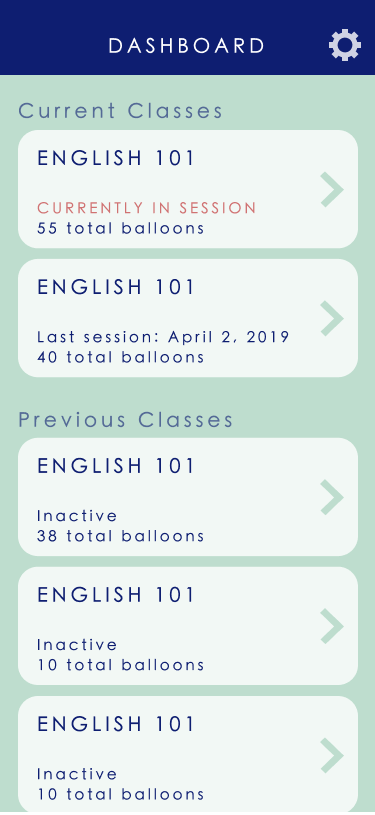 DASHBOARD
Current Classes
ENGLISH 101
CURRENTLY IN SESSION
55 total balloons
ENGLISH 101
Last session: April 2, 2019
40 total balloons
Previous Classes
ENGLISH 101
Inactive
38 total balloons
ENGLISH 101
Inactive
10 total balloons
ENGLISH 101
Inactive
10 total balloons